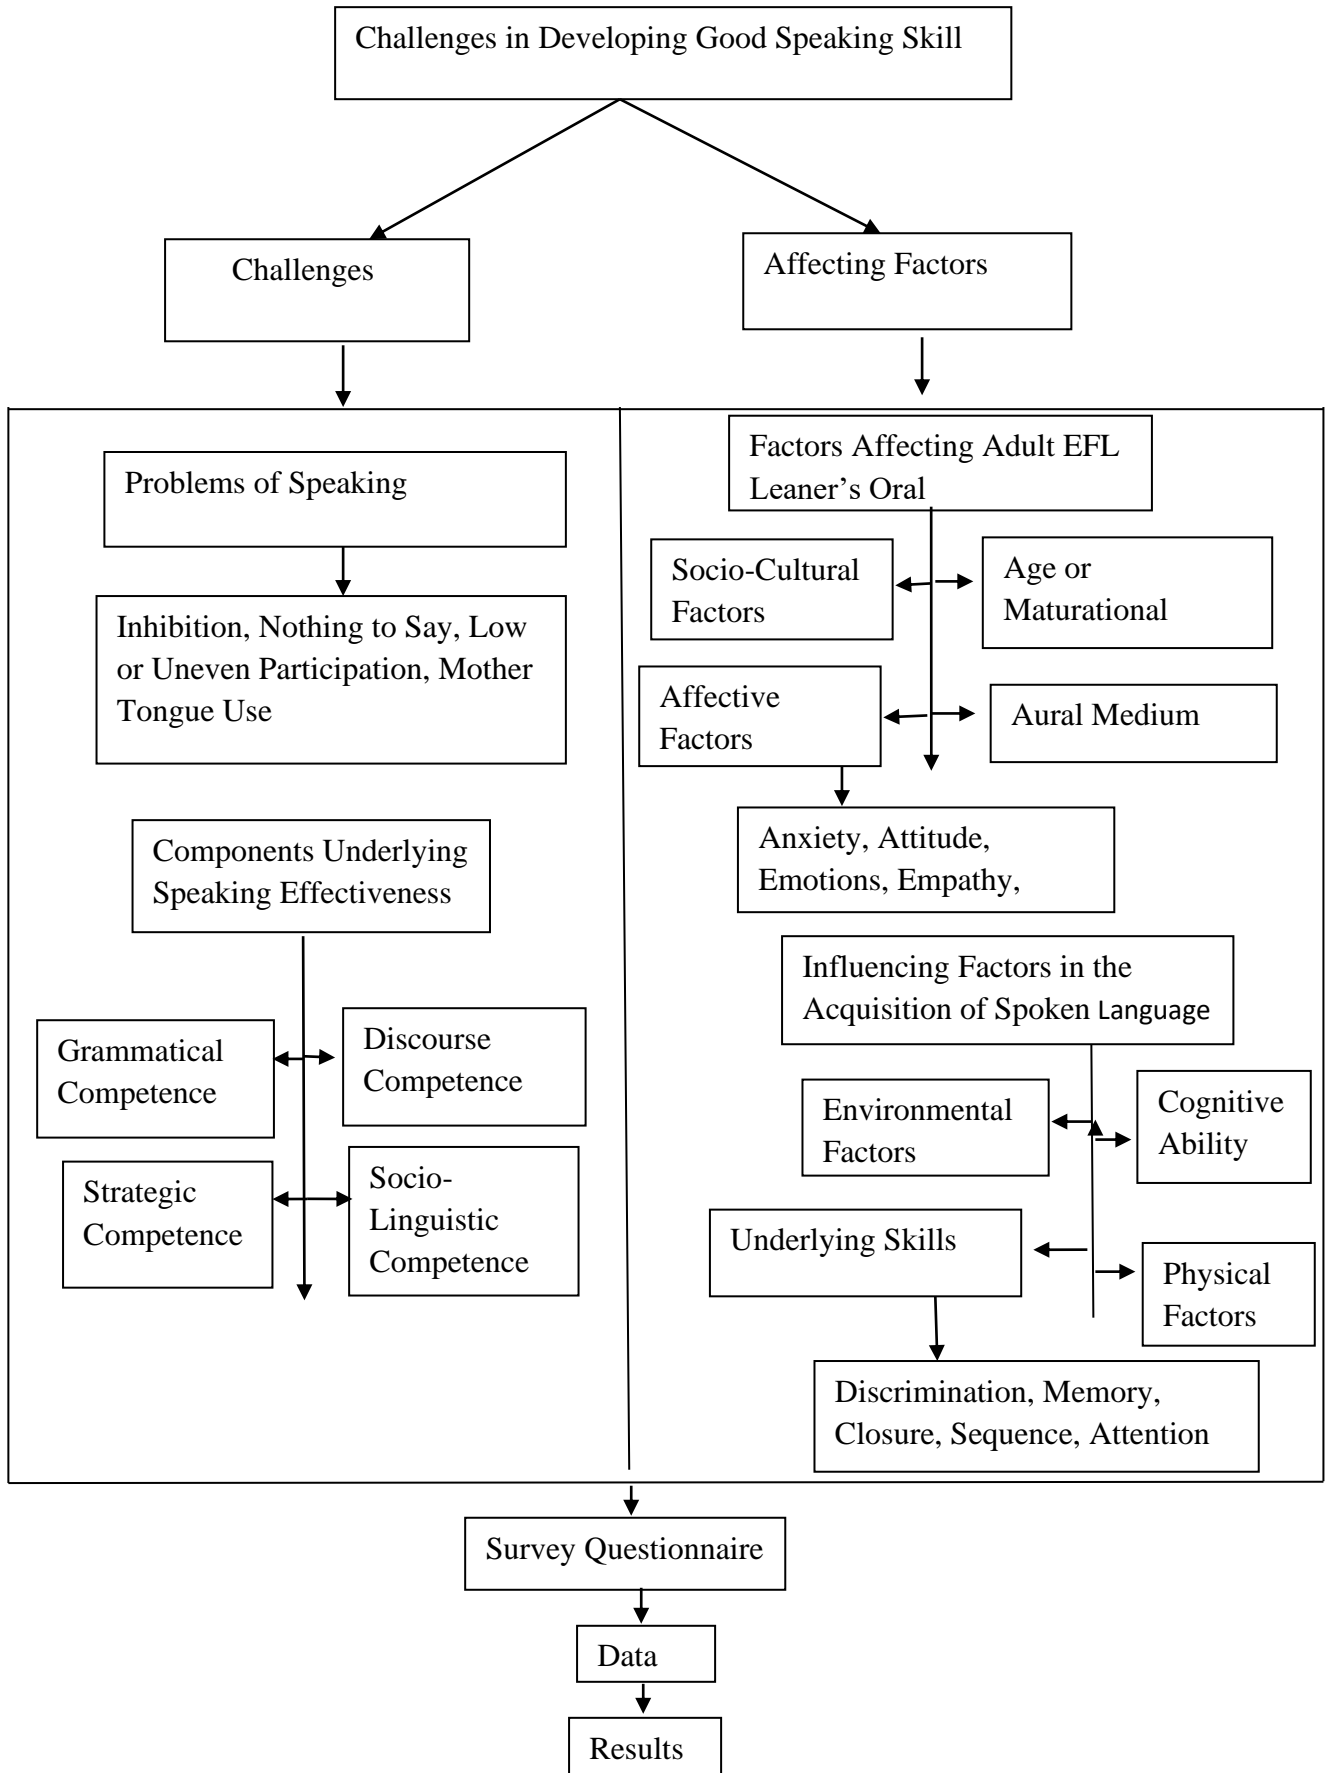 Challenges in Developing Good Speaking Skill
Challenges
Affecting Factors
Problems of Speaking
Inhibition, Nothing to Say, Low
or Uneven Participation, Mother
Tongue Use
Components Underlying
Speaking Effectiveness
Grammatical
Competence
Discourse
Competence
Strategic
Competence
Socio-
Linguistic
Competence
Factors Affecting Adult EFL
Leaner’s Oral
Socio-Cultural
Factors
Age or
Maturational
Affective
Factors
Aural Medium
Anxiety, Attitude,
Emotions, Empathy,
Influencing Factors in the
Acquisition of Spoken Language
Environmental
Factors
Cognitive
Ability
Underlying Skills
Physical
Factors
Discrimination, Memory,
Closure, Sequence, Attention
Survey Questionnaire
Data
Results